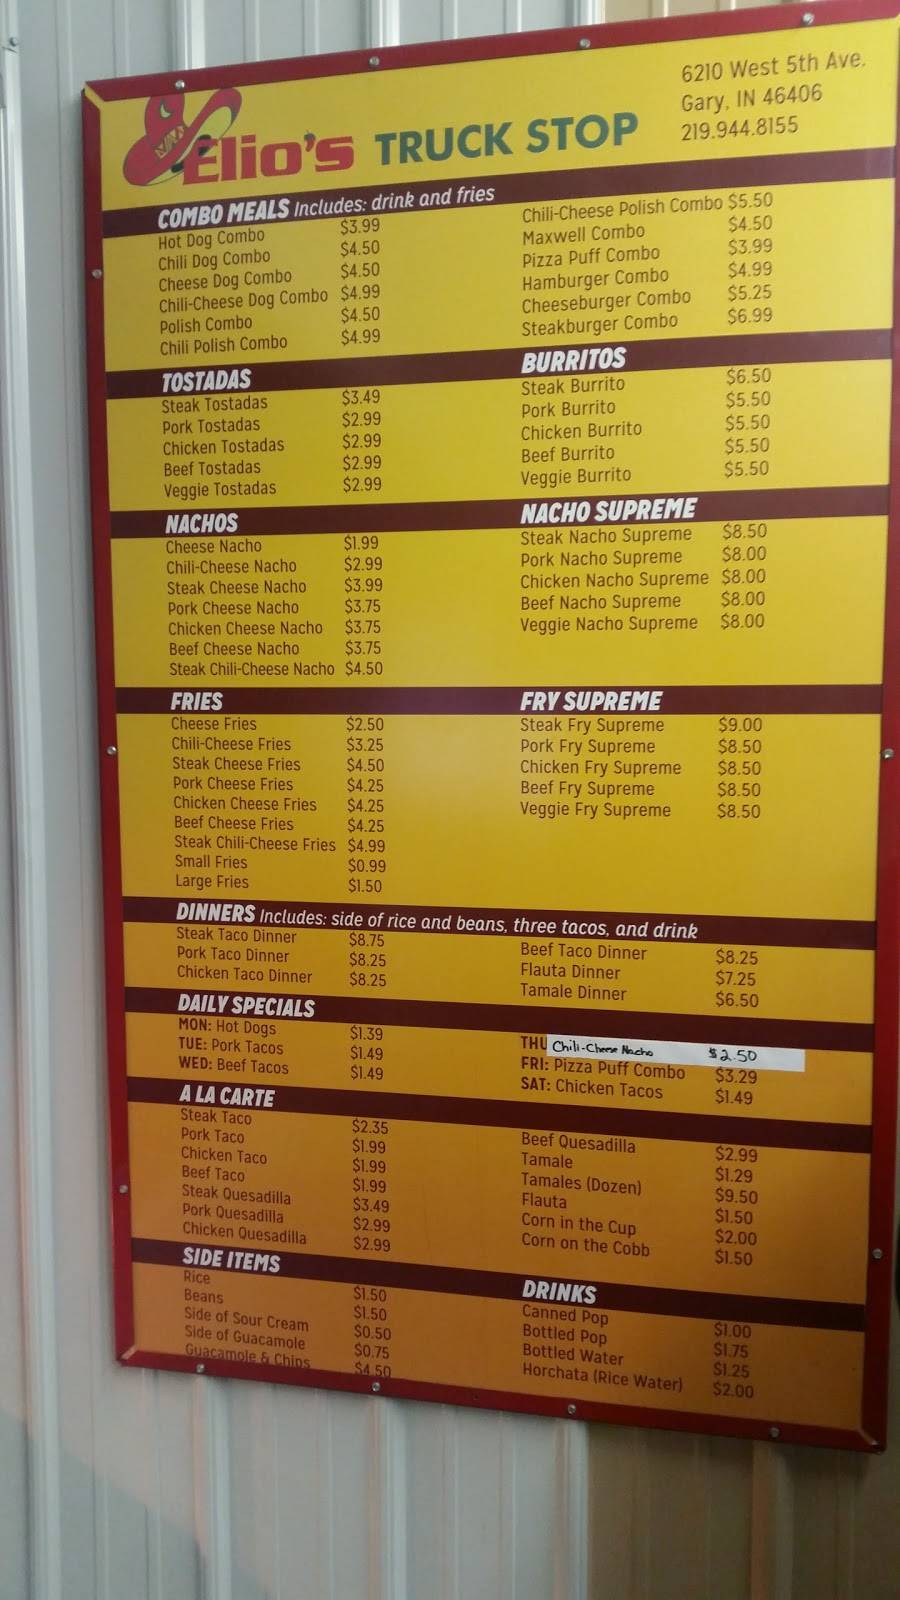 Elio's TRUCK STOP
6210 West 5th Ave.
Gary, IN 46406
219.944.8155
COMBO MEALS Includes: drink and fries
Hot Dog Combo $3.99
Chili Dog Combo $4.50
Cheese Dog Combo $4.50
Chili-Cheese Dog Combo $4.99
Polish Combo $4.50
Chili Polish Combo $4.99
Chili-Cheese Polish Combo $5.50
Maxwell Combo $4.50
Pizza Puff Combo $3.99
Hamburger Combo $4.99
Cheeseburger Combo $5.25
Steakburger Combo $6.99
TOSTADAS
Steak Tostadas $3.49
Pork Tostadas $2.99
Chicken Tostadas $2.99
Beef Tostadas $2.99
Veggie Tostadas $2.99
BURRITOS
Steak Burrito $6.50
Pork Burrito $5.50
Chicken Burrito $5.50
Beef Burrito $5.50
Veggie Burrito $5.50
NACHOS
Cheese Nacho $1.99
Chili-Cheese Nacho $2.99
Steak Cheese Nacho $3.99
Pork Cheese Nacho $3.75
Chicken Cheese Nacho $3.75
Beef Cheese Nacho $3.75
Steak Chili-Cheese Nacho $4.50
NACHO SUPREME
Steak Nacho Supreme $8.50
Pork Nacho Supreme $8.00
Chicken Nacho Supreme $8.00
Beef Nacho Supreme $8.00
Veggie Nacho Supreme $8.00
FRIES
Cheese Fries $2.50
Chili-Cheese Fries $3.25
Steak Cheese Fries $4.50
Pork Cheese Fries $4.25
Chicken Cheese Fries $4.25
Beef Cheese Fries $4.25
Steak Chili-Cheese Fries $4.99
Small Fries $0.99
Large Fries $1.50
FRY SUPREME
Steak Fry Supreme $9.00
Pork Fry Supreme $8.50
Chicken Fry Supreme $8.50
Beef Fry Supreme $8.50
Veggie Fry Supreme $8.50
DINNERS Includes: side of rice and beans, three tacos, and drink
Steak Taco Dinner $8.75
Pork Taco Dinner $8.25
Chicken Taco Dinner $8.25
Beef Taco Dinner $8.25
Flauta Dinner $7.25
Tamale Dinner $6.50
DAILY SPECIALS
MON: Hot Dogs $1.39
TUE: Pork Tacos $1.49
WED: Beef Tacos $1.49
THU Chili-Cheese Nacho $2.50
FRI: Pizza Puff Combo $3.29
SAT: Chicken Tacos $1.49
A LA CARTE
Steak Taco $2.35
Pork Taco $1.99
Chicken Taco $1.99
Beef Taco $1.99
Steak Quesadilla $3.49
Pork Quesadilla $2.99
Chicken Quesadilla $2.99
Beef Quesadilla $2.99
Tamale $1.29
Tamales (Dozen) $9.50
Flauta $1.50
Corn in the Cup $2.00
Corn on the Cobb $1.50
SIDE ITEMS
Rice $1.50
Beans $1.50
Side of Sour Cream $0.50
Side of Guacamole $0.75
Guacamole & Chips $4.50
DRINKS
Canned Pop $1.00
Bottled Pop $1.75
Bottled Water $1.25
Horchata (Rice Water) $2.00